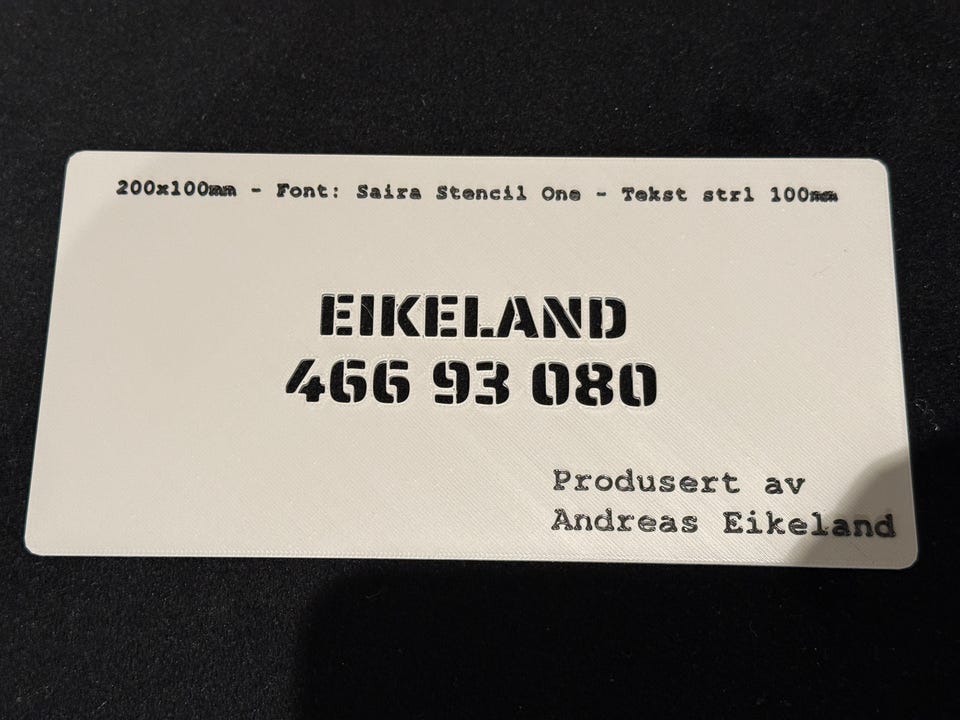 200x100mm - Font: Saira Stencil One - Tekst strl 100mm
EIKELAND
466 93 080
Produsert av
Andreas Eikeland